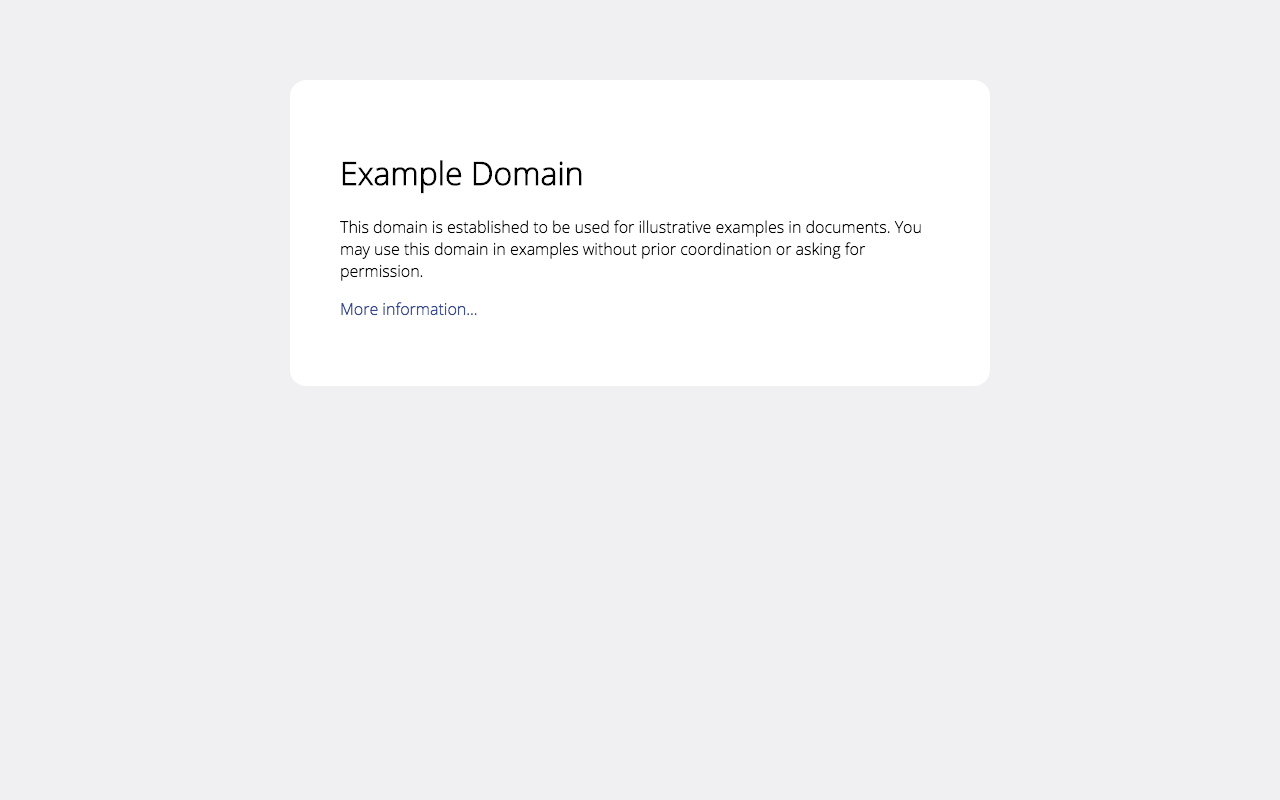 Example Domain
This domain is established to be used for illustrative examples in documents. You
may use this domain in examples without prior coordination or asking for
permission.
More information...